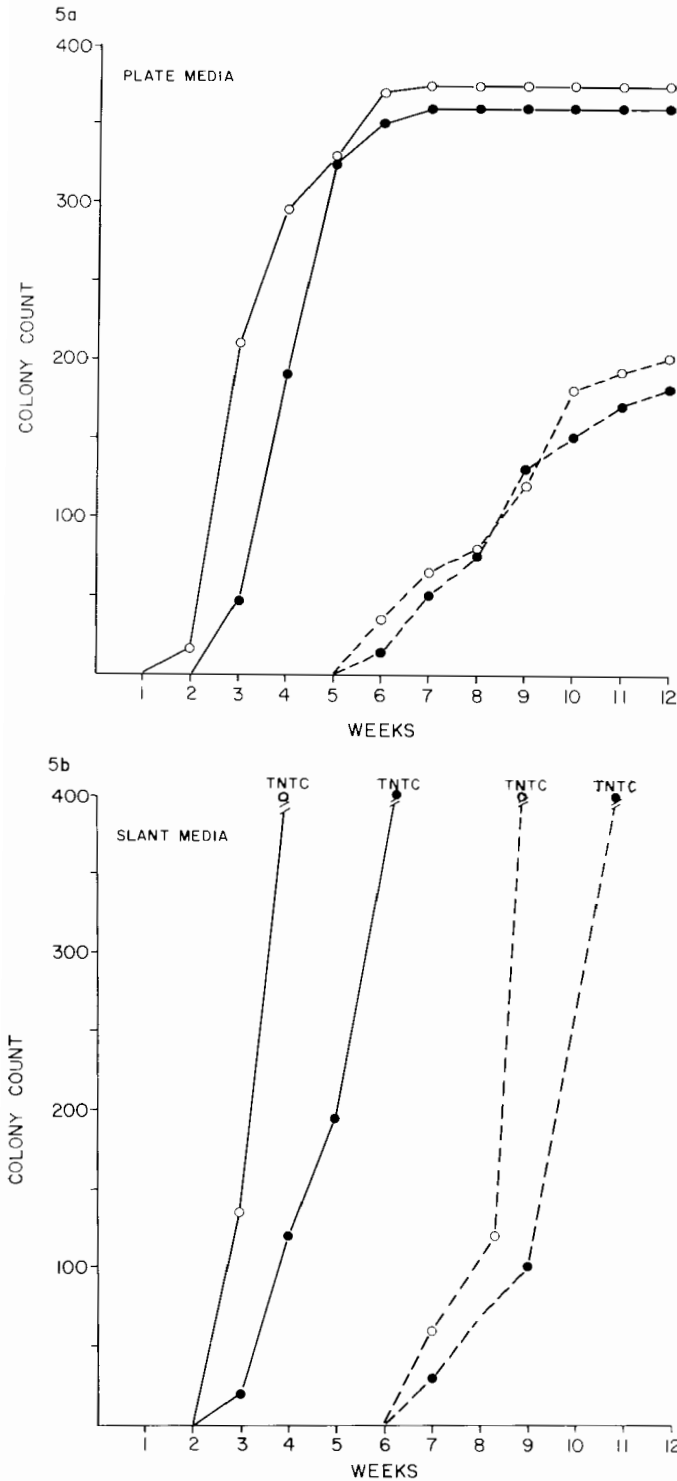 5a
400
PLATE MEDIA
300
200
100
COLONY COUNT
1 2 3 4 5 6 7 8 9 10 11 12
WEEKS
5b
TNTC TNTC TNTC TNTC
400
SLANT MEDIA
300
200
100
COLONY COUNT
1 2 3 4 5 6 7 8 9 10 11 12
WEEKS